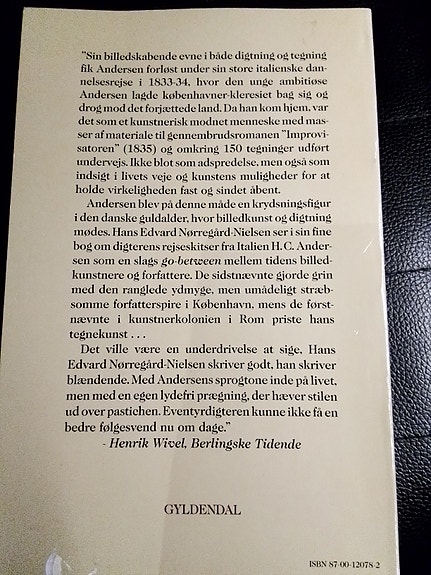 "Sin billedskabende evne i både digtning og tegning
fik Andersen forløst under sin store italienske dan-
nelsesrejse i 1833-34, hvor den unge ambitiøse
Andersen lagde københavner-kleresiet bag sig og
drog mod det forjættede land. Da han kom hjem, var
det som et kunstnerisk modnet menneske med mas-
ser af materiale til gennembrudsromanen "Improvi-
satoren" (1835) og omkring 150 tegninger udført
undervejs. Ikke blot som adspredelse, men også som
indsigt i livets veje og kunstens muligheder for at
holde virkeligheden fast og sindet åbent.
Andersen blev på denne måde en krydsningsfigur
i den danske guldalder, hvor billedkunst og digtning
mødes. Hans Edvard Nørregård-Nielsen ser i sin fine
bog om digterens rejseskitser fra Italien H.C. Ander-
sen som en slags go-between mellem tidens billed-
kunstnere og forfattere. De sidstnævnte gjorde grin
med den ranglede ydmyge, men umådeligt stræb-
somme forfatterspire i København, mens de først-
nævnte i kunstnerkolonien i Rom priste hans
tegnekunst . . .
Det ville være en underdrivelse at sige, Hans
Edvard Nørregård-Nielsen skriver godt, han skriver
blændende. Med Andersens sprogtone inde på livet,
men med en egen lydefri prægning, der hæver stilen
ud over pastichen. Eventyrdigteren kunne ikke få en
bedre følgesvend nu om dage."
- Henrik Wivel, Berlingske Tidende
GYLDENDAL
ISBN 87-00-12078-2